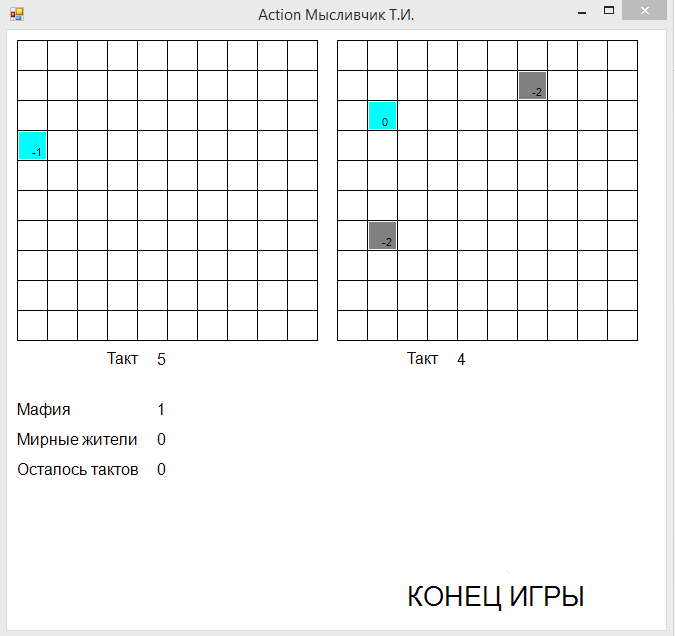 Action Мысливчик Т.И.
-2
0
-1
-2
Такт 5 Такт 4
Мафия 1
Мирные жители 0
Осталось тактов 0
КОНЕЦ ИГРЫ